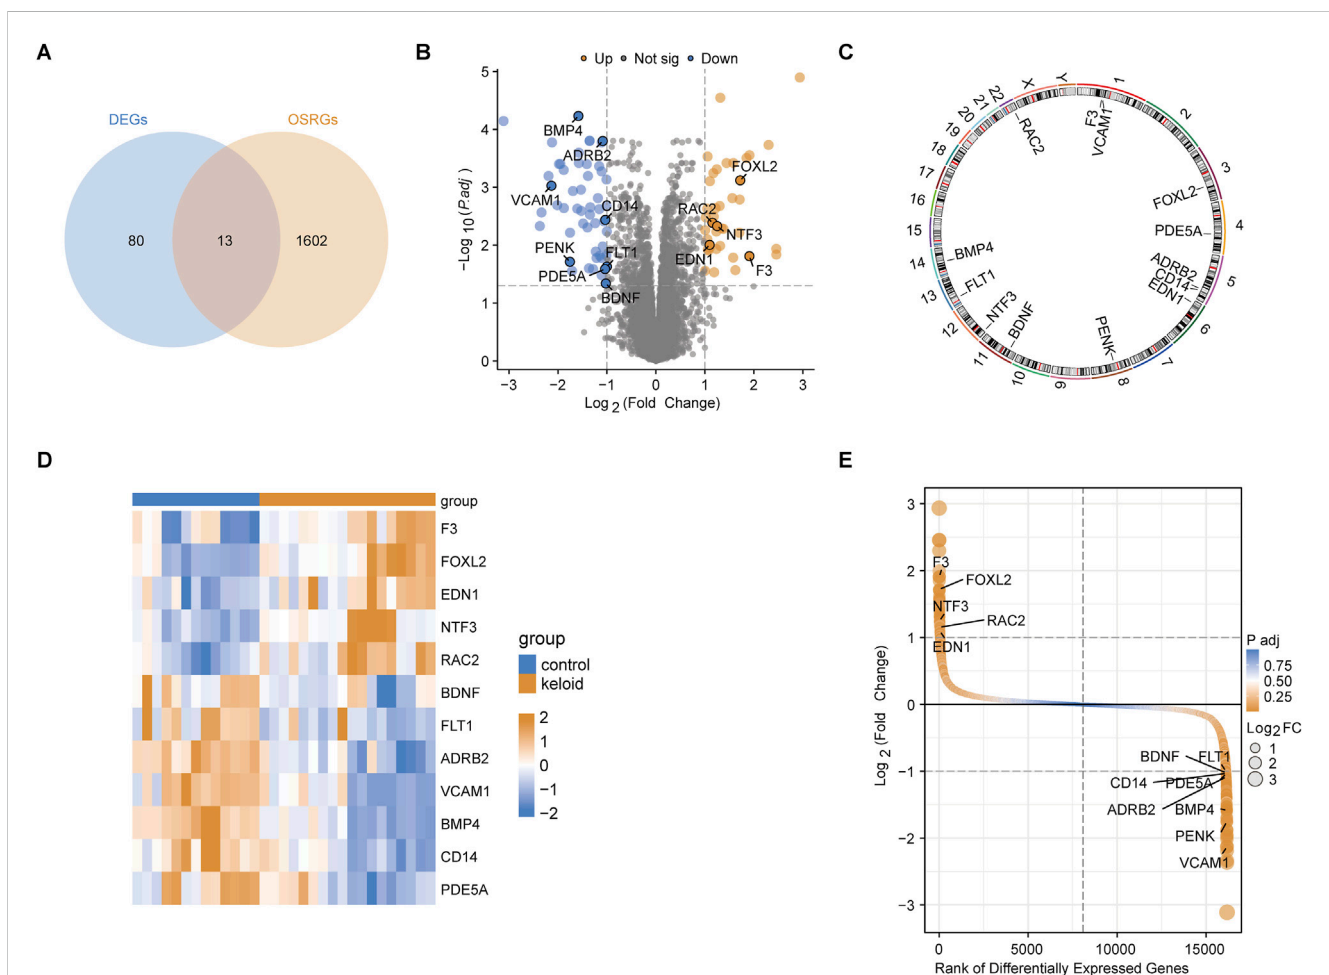 A
DEGs
OSRGs
80
13
1602
B
Up
Not sig
Down
5
4
3
2
1
0
−Log10(P.adj)
BMP4
ADRB2
VCAM1
CD14
PENK
FLT1
PDE5A
BDNF
FOXL2
RAC2
NTF3
EDN1
F3
−3
−2
−1
0
1
2
3
Log2(Fold Change)
C
1
2
3
4
5
6
7
8
9
10
11
12
13
14
15
16
17
18
19
20
21
22
X
Y
F3
VCAM1
FOXL2
PDE5A
ADRB2
CD14
EDN1
PENK
BDNF
NTF3
FLT1
BMP4
RAC2
D
group
F3
FOXL2
EDN1
NTF3
RAC2
BDNF
FLT1
ADRB2
VCAM1
BMP4
CD14
PDE5A
group
control
keloid
2
1
0
−1
−2
E
3
2
1
0
−1
−2
−3
Log2(Fold Change)
F3
FOXL2
NTF3
RAC2
EDN1
BDNF FLT1
CD14 PDE5A
ADRB2 BMP4
PENK
VCAM1
0
5000
10000
15000
Rank of Differentially Expressed Genes
P adj
0.75
0.50
0.25
Log2FC
1
2
3